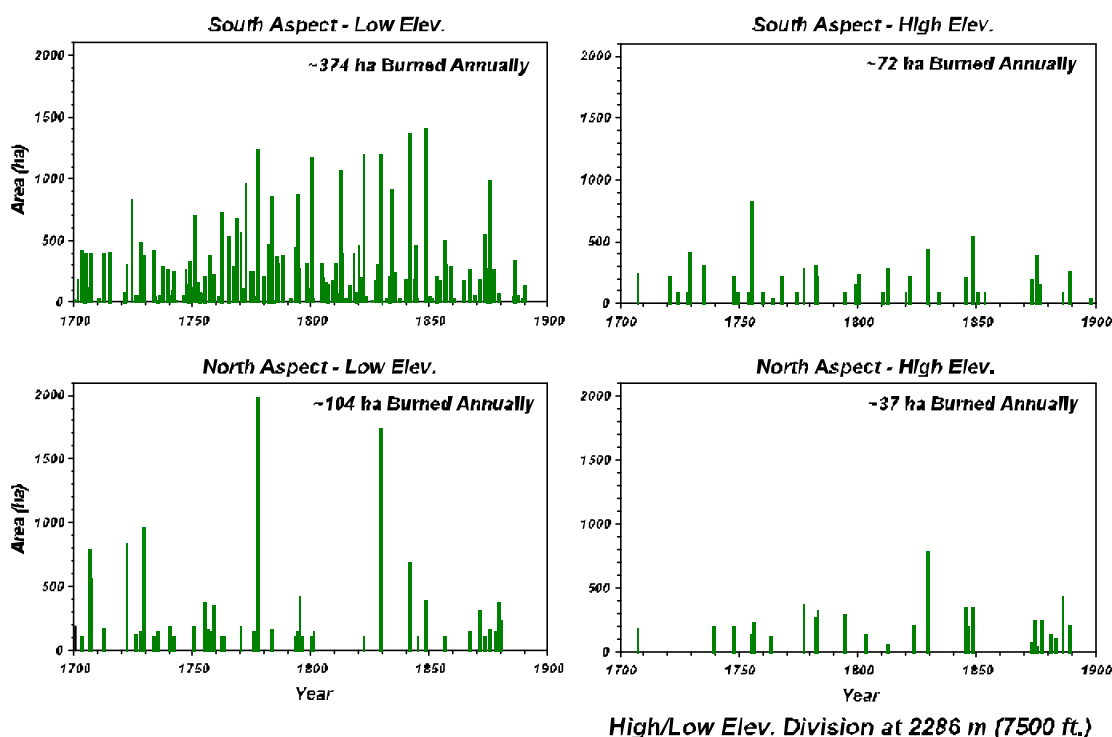 South Aspect - Low Elev.
~374 ha Burned Annually
2000
1500
1000
500
0
Area (ha)
1700 1750 1800 1850 1900
South Aspect - High Elev.
~72 ha Burned Annually
2000
1500
1000
500
0
1700 1750 1800 1850 1900
North Aspect - Low Elev.
~104 ha Burned Annually
2000
1500
1000
500
0
Area (ha)
1700 1750 1800 1850 1900
Year
North Aspect - High Elev.
~37 ha Burned Annually
2000
1500
1000
500
0
1700 1750 1800 1850 1900
Year
High/Low Elev. Division at 2286 m (7500 ft.)